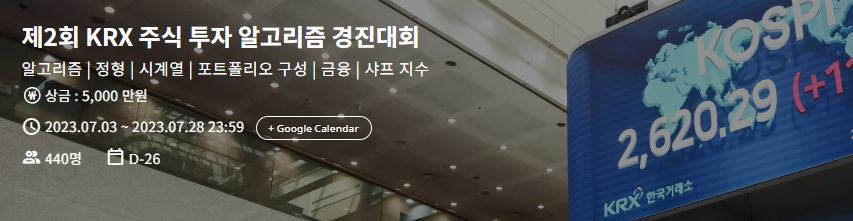 제2회 KRX 주식 투자 알고리즘 경진대회
알고리즘 | 정형 | 시계열 | 포트폴리오 구성 | 금융 | 샤프 지수
₩ 상금 : 5,000 만원
2023.07.03 ~ 2023.07.28 23:59 + Google Calendar
440명 D-26
KOSPI
2,620.29 (+11
KRX 한국거래소